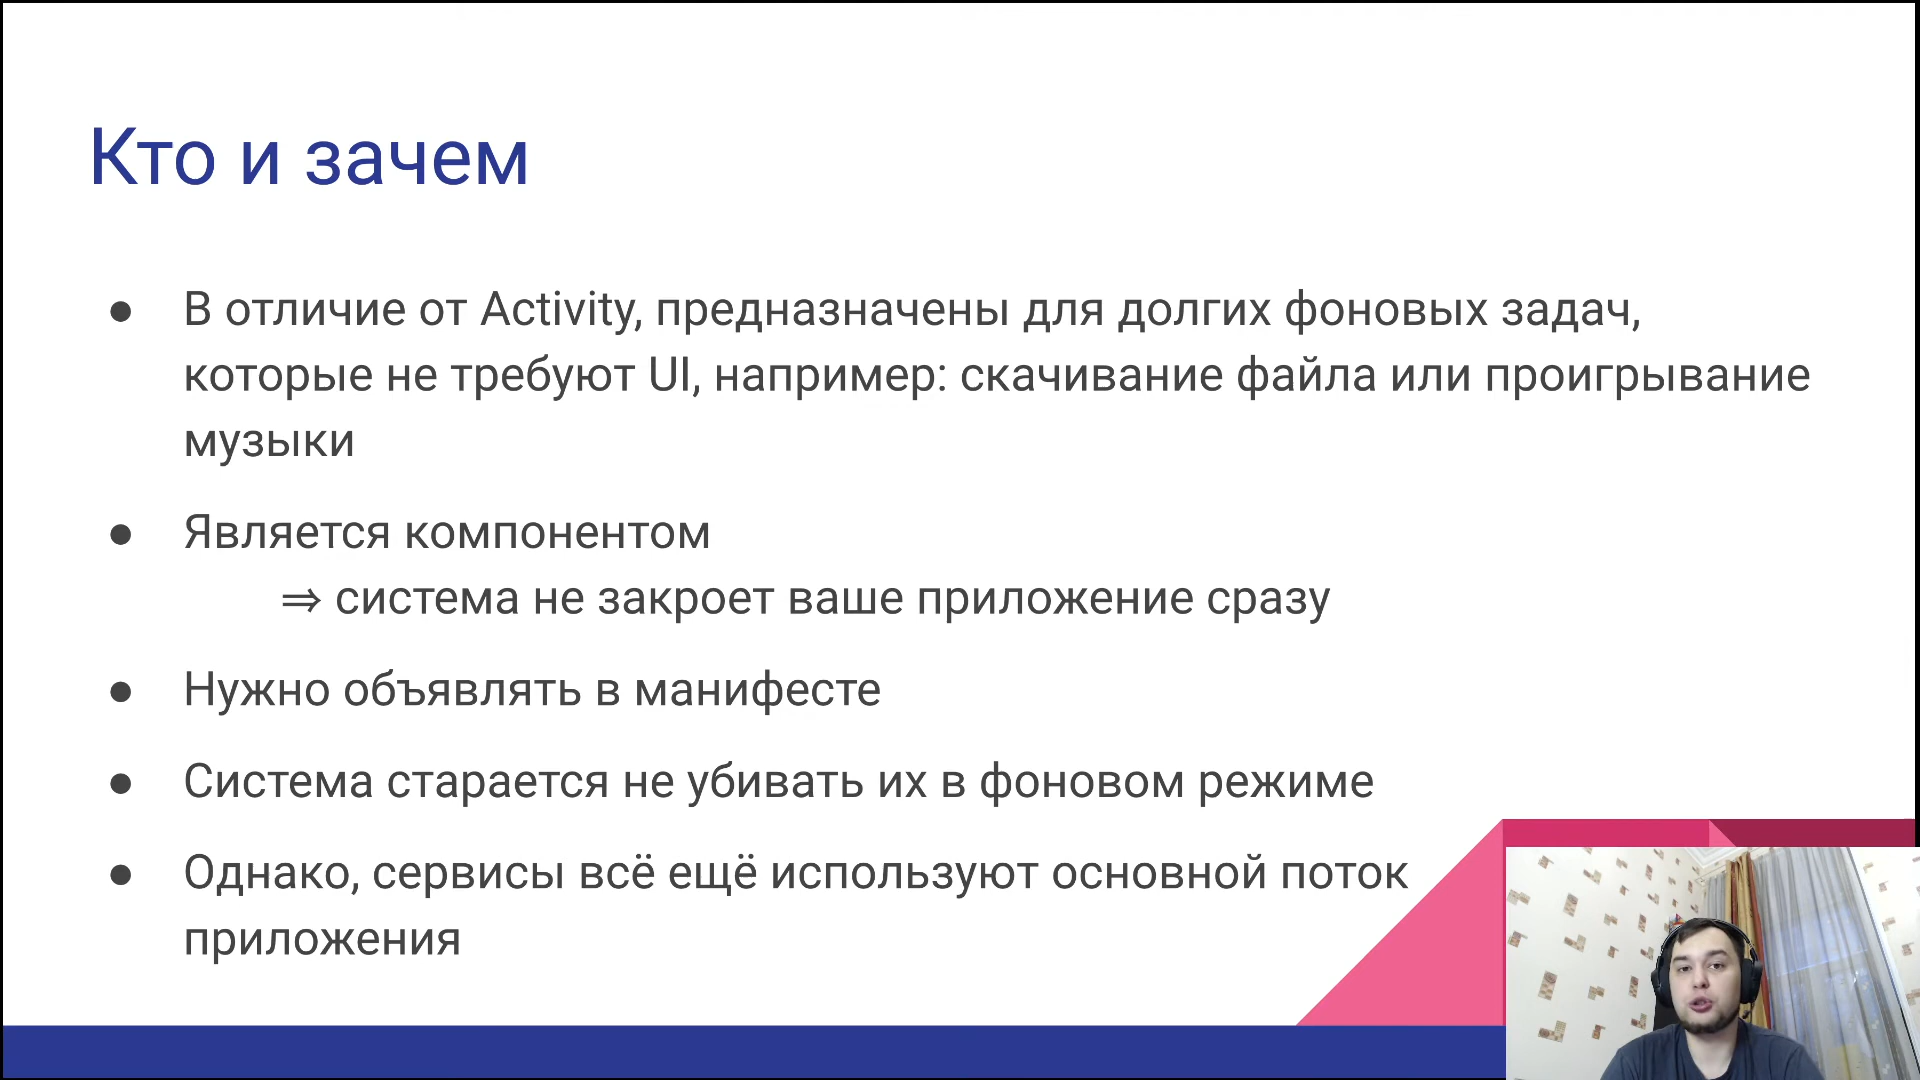 Кто и зачем
● В отличие от Activity, предназначены для долгих фоновых задач,
которые не требуют UI, например: скачивание файла или проигрывание
музыки
● Является компонентом
⇒ система не закроет ваше приложение сразу
● Нужно объявлять в манифесте
● Система старается не убивать их в фоновом режиме
● Однако, сервисы всё ещё используют основной поток
приложения